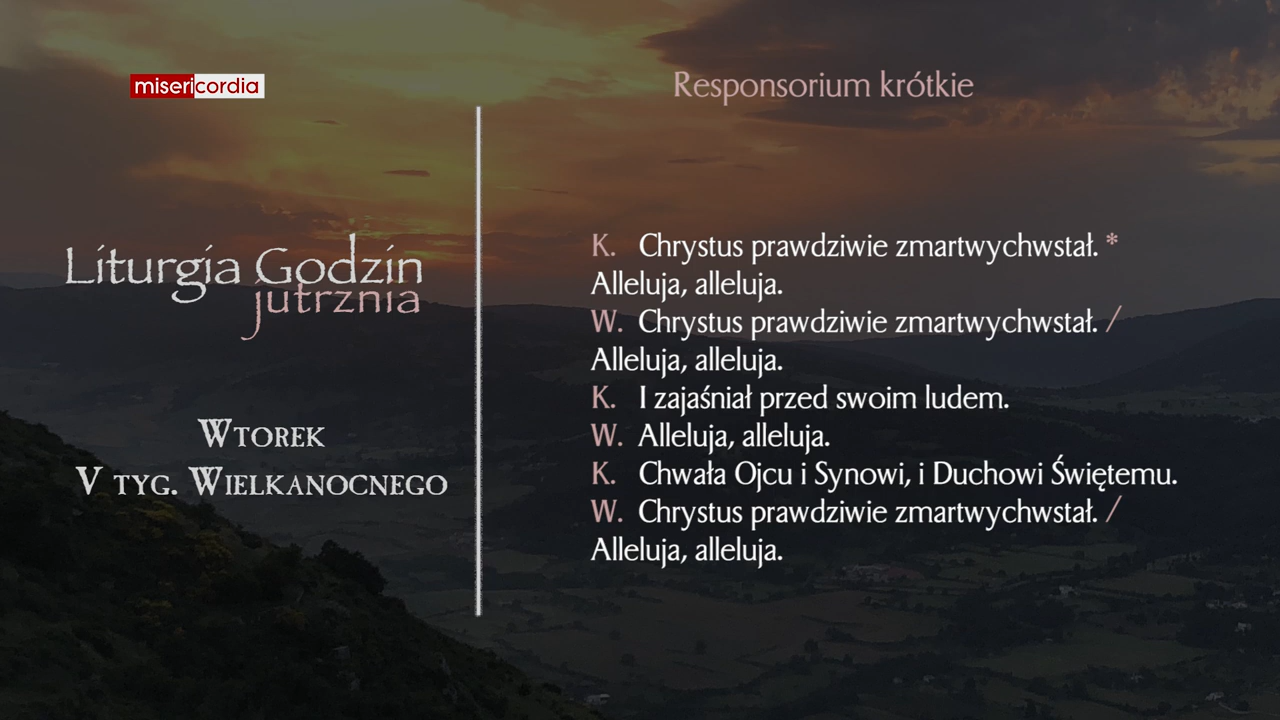 misericordia
Liturgia Godzin
jutrznia
Wtorek
V tyg. Wielkanocnego
Responsorium krótkie
K. Chrystus prawdziwie zmartwychwstał. *
Alleluja, alleluja.
W. Chrystus prawdziwie zmartwychwstał. /
Alleluja, alleluja.
K. I zajaśniał przed swoim ludem.
W. Alleluja, alleluja.
K. Chwała Ojcu i Synowi, i Duchowi Świętemu.
W. Chrystus prawdziwie zmartwychwstał. /
Alleluja, alleluja.